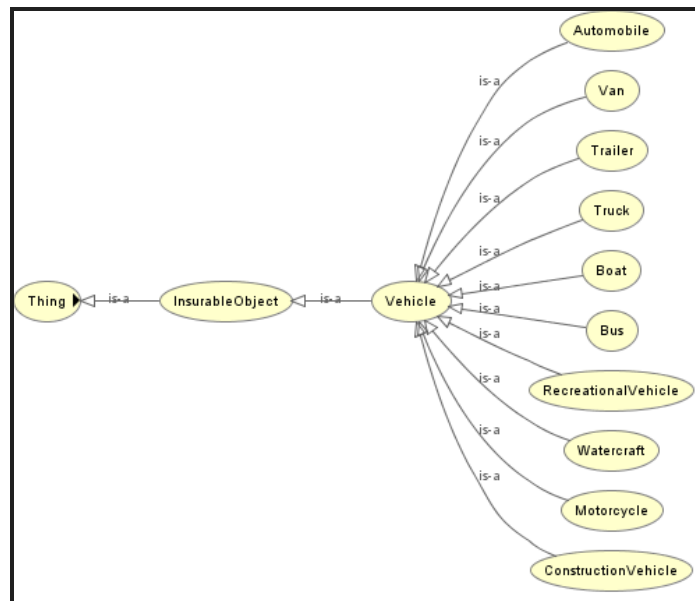 Automobile
is-a
Van
is-a
Trailer
is-a
Truck
is-a
Boat
is-a
Thing
is-a
InsurableObject
is-a
Vehicle
is-a
Bus
is-a
RecreationalVehicle
is-a
Watercraft
is-a
Motorcycle
is-a
ConstructionVehicle